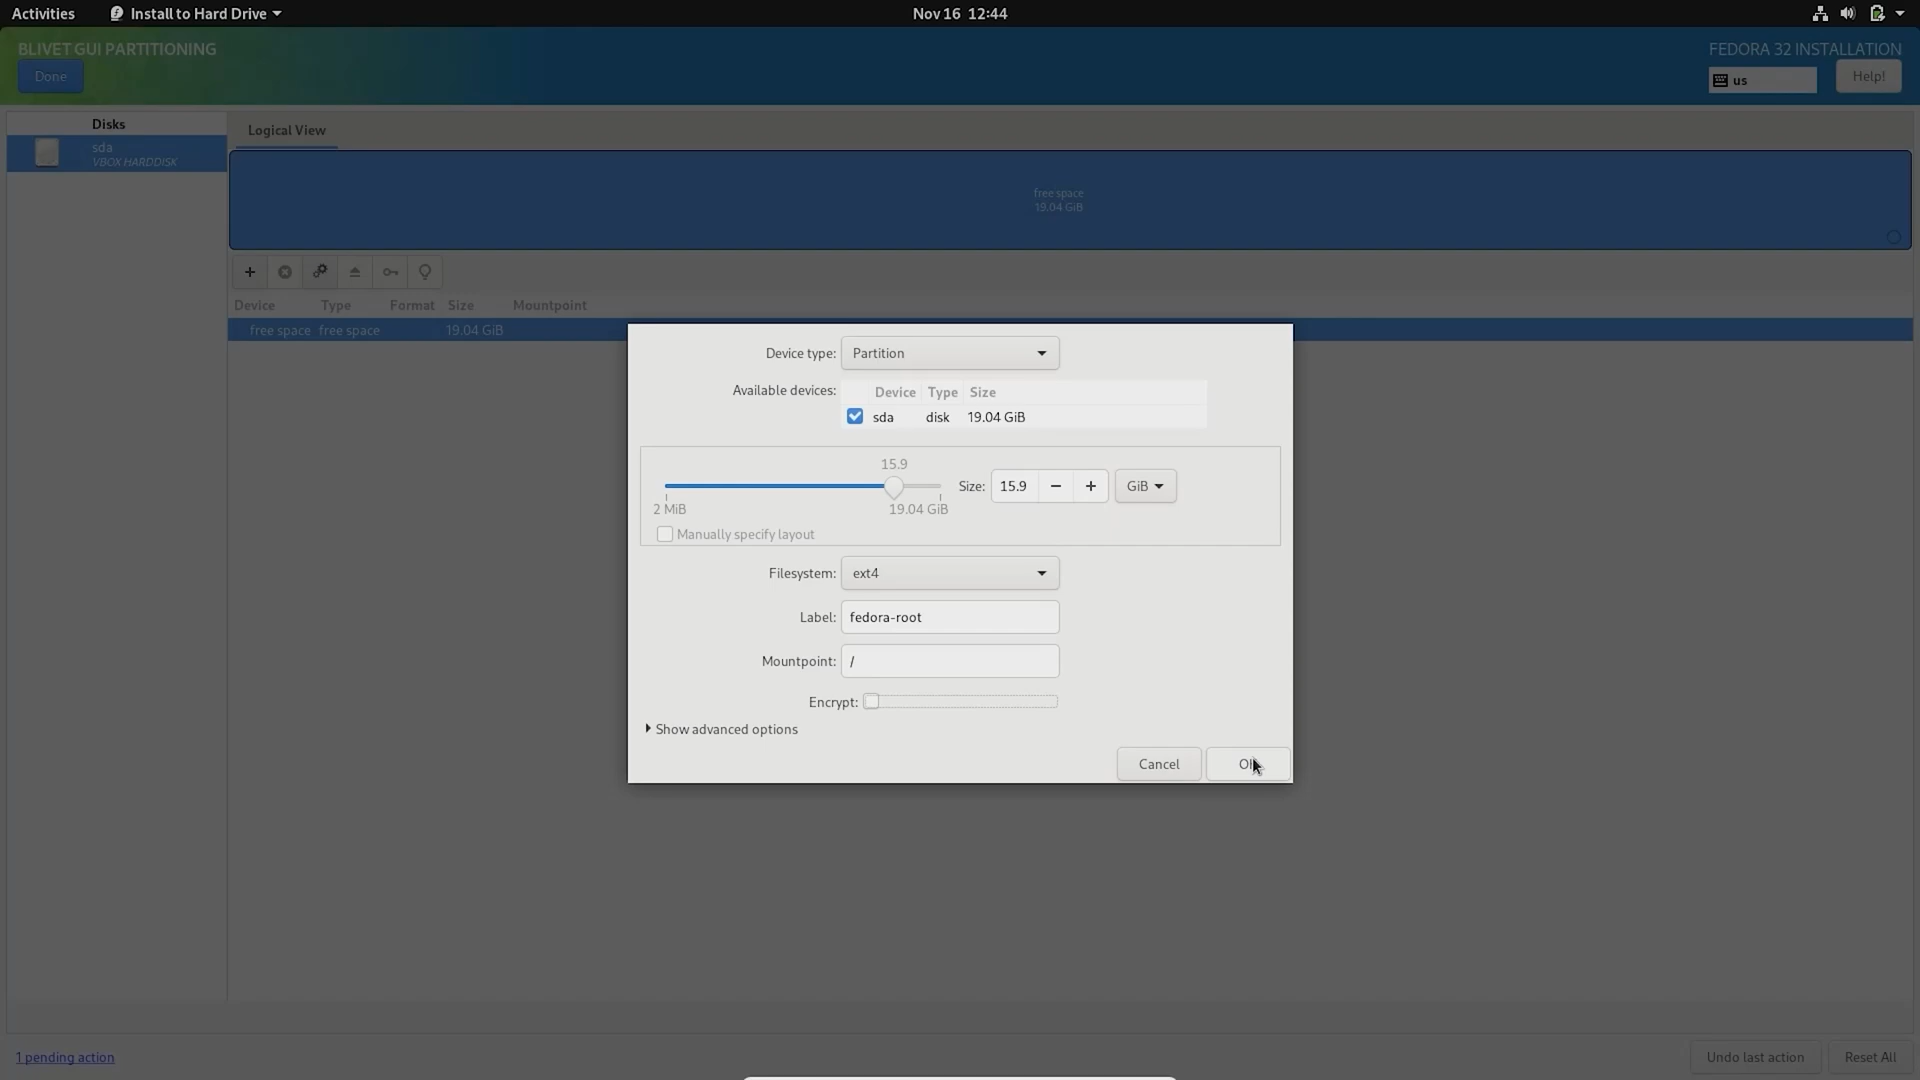 Activities Install to Hard Drive Nov 16 12:44
BLIVET GUI PARTITIONING FEDORA 32 INSTALLATION
Done us Help!
Disks Logical View
sda
VBOX HARDDISK
free space
19.04 GiB
Device Type Format Size Mountpoint
free space free space 19.04 GiB
Device type: Partition
Available devices: Device Type Size
sda disk 19.04 GiB
15.9
Size: 15.9 − + GiB
2 MiB 19.04 GiB
Manually specify layout
Filesystem: ext4
Label: fedora-root
Mountpoint: /
Encrypt:
Show advanced options
Cancel
1 pending action Undo last action Reset All